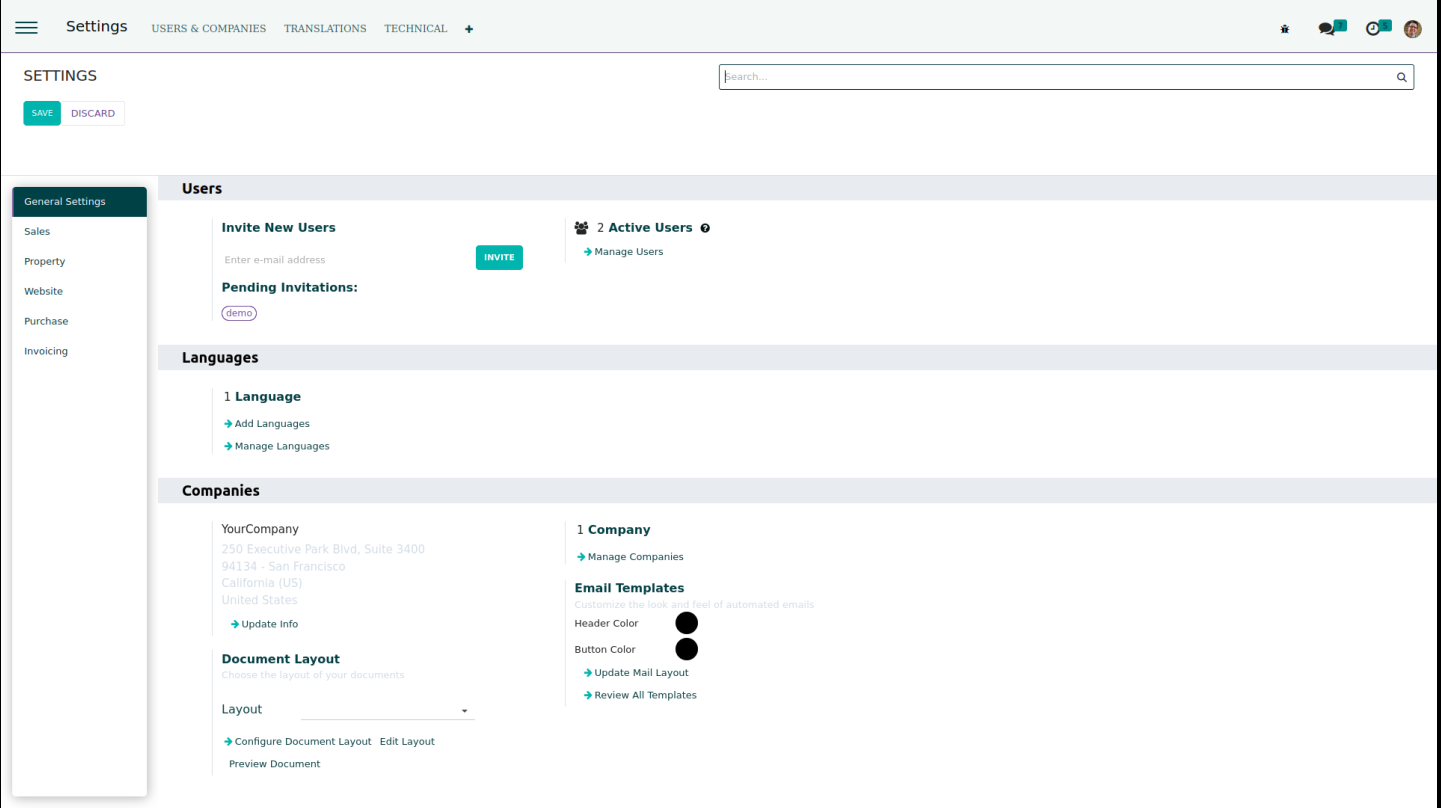 Settings USERS & COMPANIES TRANSLATIONS TECHNICAL 7 5
SETTINGS
Search...
SAVE DISCARD
General Settings
Sales
Property
Website
Purchase
Invoicing
Users
Invite New Users
Enter e-mail address INVITE
Pending Invitations:
demo
2 Active Users
Manage Users
Languages
1 Language
Add Languages
Manage Languages
Companies
YourCompany
250 Executive Park Blvd, Suite 3400
94134 - San Francisco
California (US)
United States
Update Info
Document Layout
Choose the layout of your documents
Layout
Configure Document Layout Edit Layout
Preview Document
1 Company
Manage Companies
Email Templates
Customize the look and feel of automated emails
Header Color
Button Color
Update Mail Layout
Review All Templates